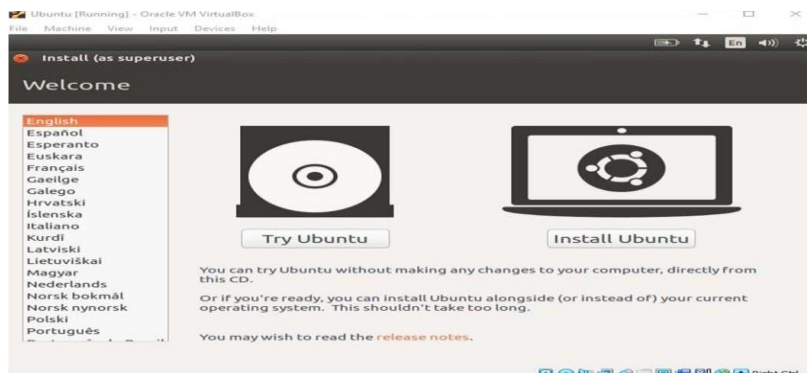 Ubuntu [Running] - Oracle VM VirtualBox
File Machine View Input Devices Help
En
Install (as superuser)
Welcome
English
Español
Esperanto
Euskara
Français
Gaeilge
Galego
Hrvatski
Íslenska
Italiano
Kurdî
Latviski
Lietuviškai
Magyar
Nederlands
Norsk bokmål
Norsk nynorsk
Polski
Português
Try Ubuntu
Install Ubuntu
You can try Ubuntu without making any changes to your computer, directly from
this CD.
Or if you're ready, you can install Ubuntu alongside (or instead of) your current
operating system. This shouldn't take too long.
You may wish to read the release notes.
Right Ctrl